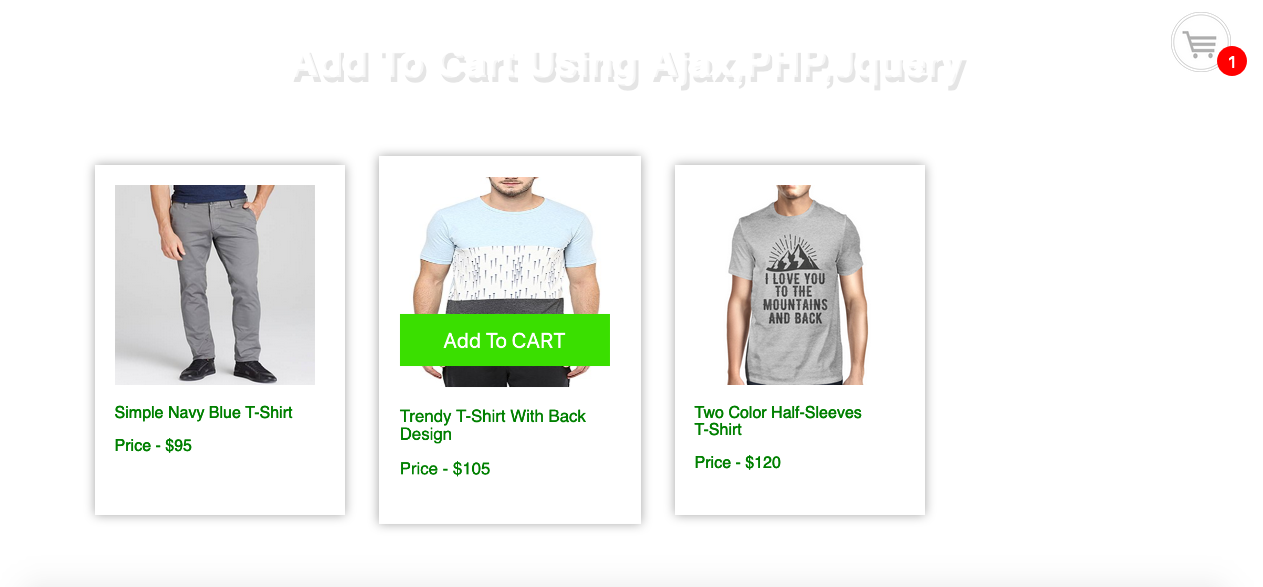 Add To Cart Using Ajax,PHP,Jquery
1
Simple Navy Blue T-Shirt
Price - $95
Add To CART
Trendy T-Shirt With Back
Design
Price - $105
I LOVE YOU
TO THE
MOUNTAINS
AND BACK
Two Color Half-Sleeves
T-Shirt
Price - $120